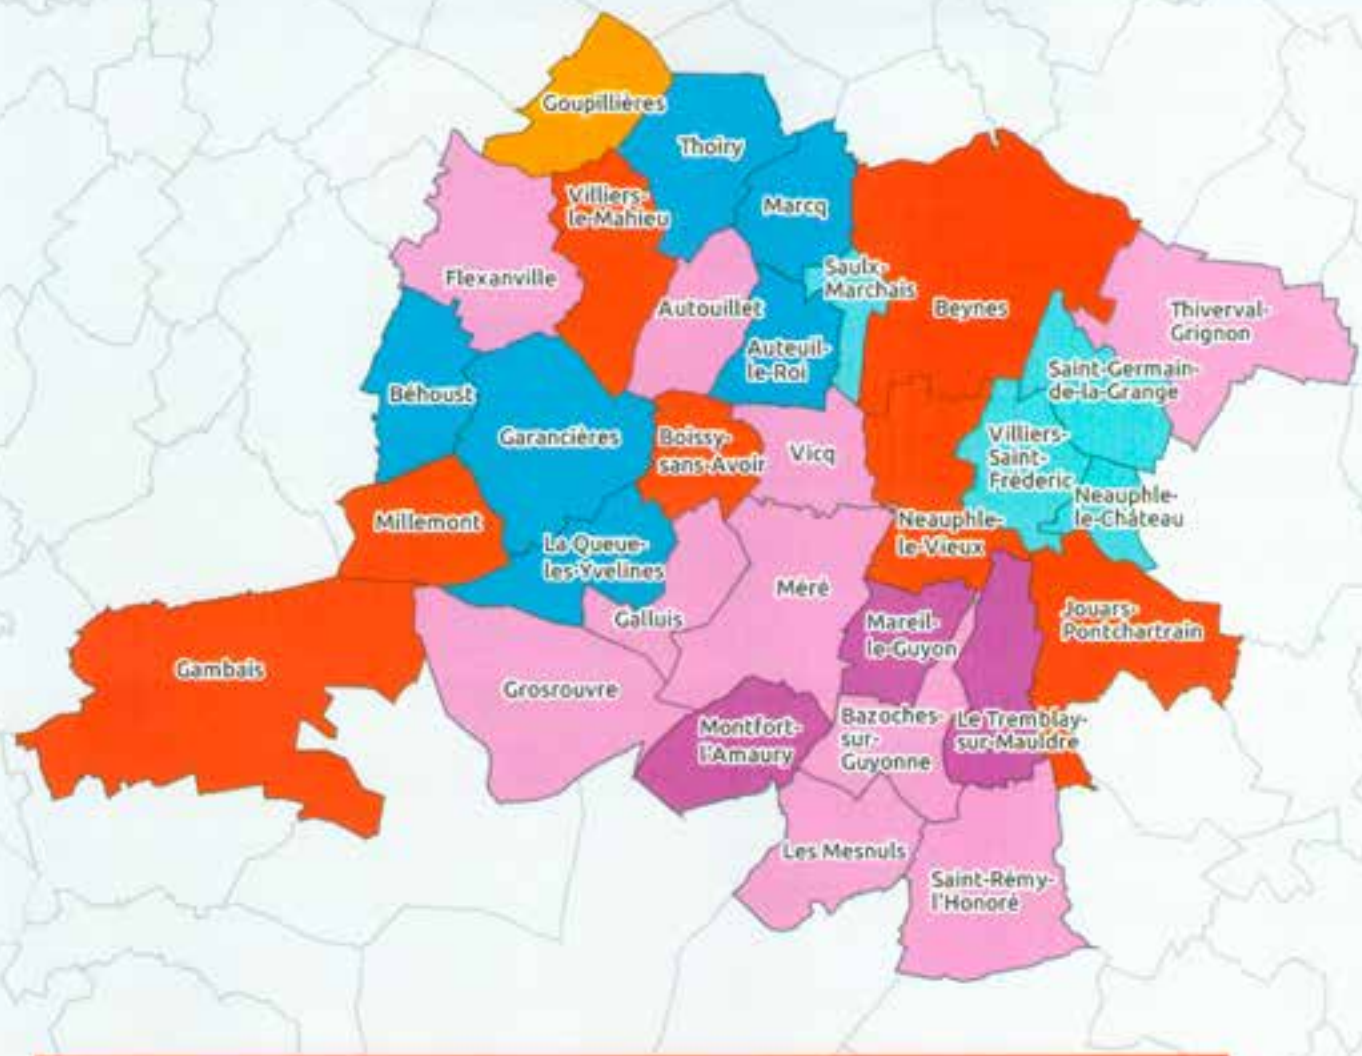 Goupillières
Thoiry
Villiers-
le-Mahieu
Marcq
Flexanville
Saulx-
Marchais
Autouillet
Beynes
Thiverval-
Grignon
Auteuil-
le-Roi
Saint-Germain-
de-la-Grange
Béhoust
Garancières
Boissy-
sans-Avoir
Vicq
Villiers-
Saint-
Fréderic
Neauphle-
le-Château
Millemont
Neauphle-
le-Vieux
La Queue-
les-Yvelines
Méré
Galluis
Mareil-
le-Guyon
Jouars-
Pontchartrain
Gambais
Grosrouvre
Montfort-
l'Amaury
Bazoches-
sur-
Guyonne
Le Tremblay-
sur-Mauldre
Les Mesnuls
Saint-Rémy-
l'Honoré